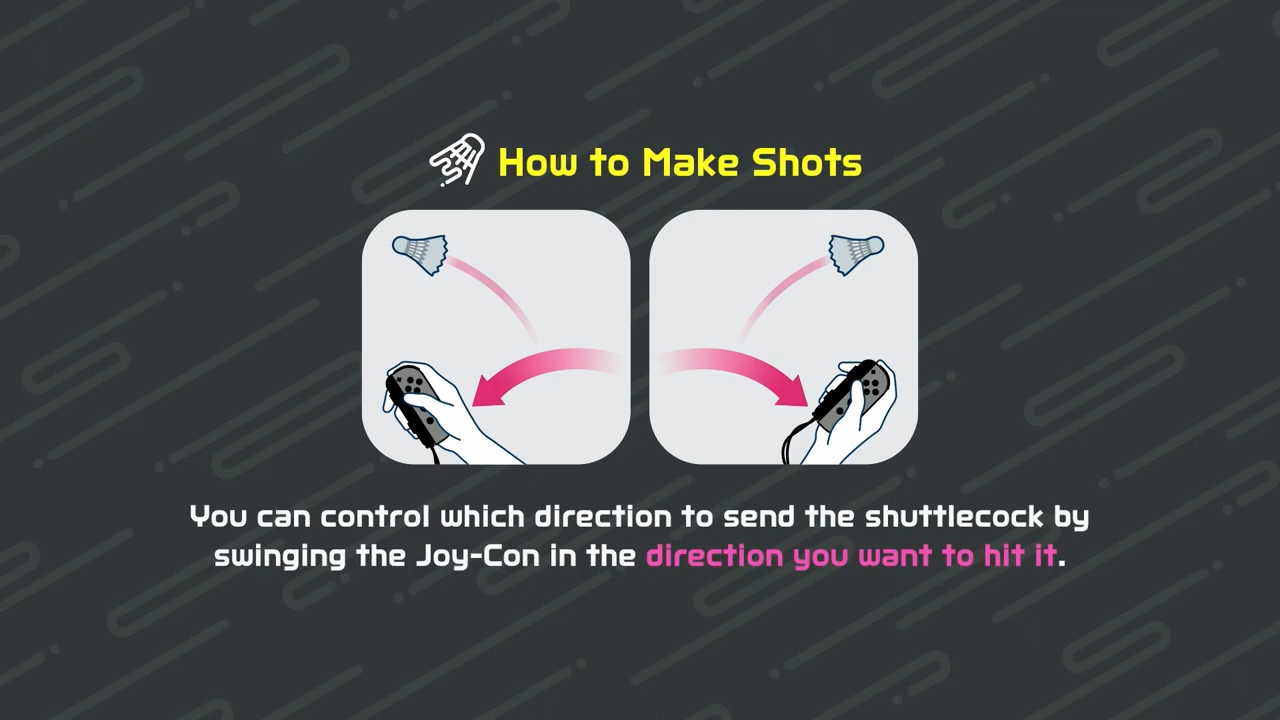 How to Make Shots
You can control which direction to send the shuttlecock by
swinging the Joy-Con in the direction you want to hit it.